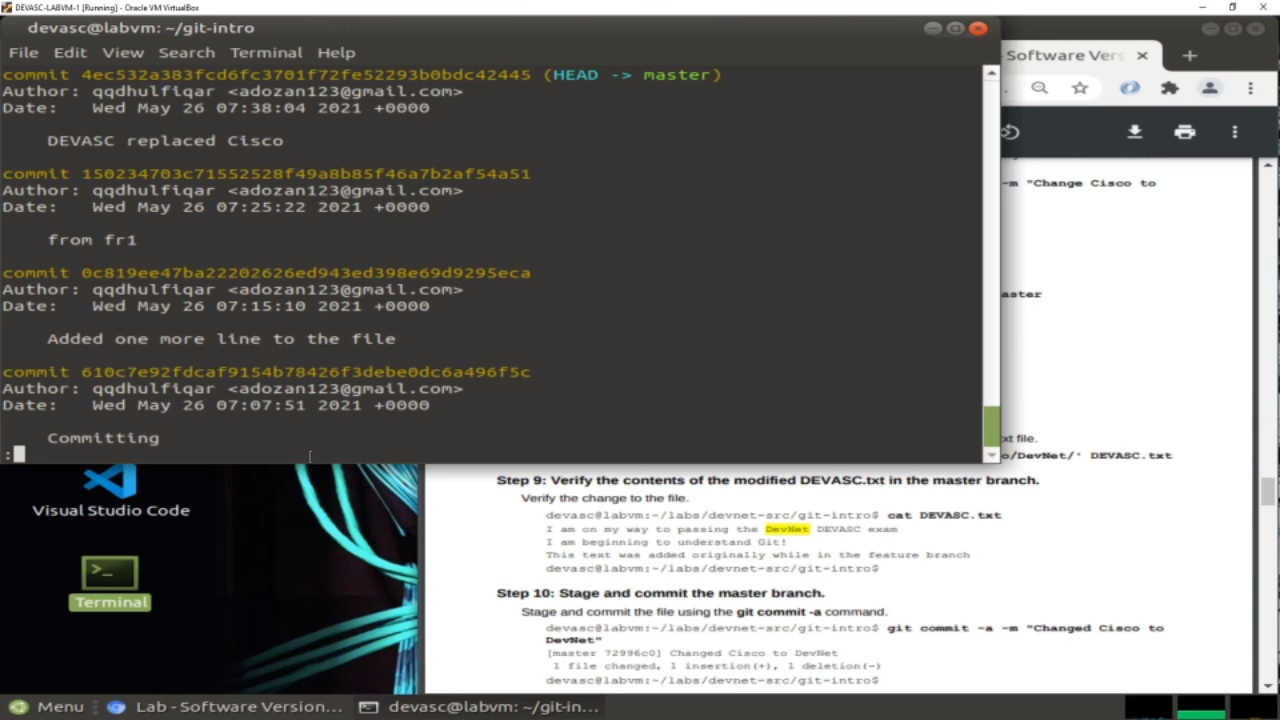 DEVASC-LABVM-1 [Running] - Oracle VM VirtualBox
devasc@labvm: ~/git-intro
File Edit View Search Terminal Help
commit 4ec532a383fcd6fc3701f72fe52293b0bdc42445 (HEAD -> master)
Author: qqdhulfiqar <adozan123@gmail.com>
Date:   Wed May 26 07:38:04 2021 +0000
DEVASC replaced Cisco
commit 150234703c71552528f49a8b85f46a7b2af54a51
Author: qqdhulfiqar <adozan123@gmail.com>
Date:   Wed May 26 07:25:22 2021 +0000
from fr1
commit 0c819ee47ba22202626ed943ed398e69d9295eca
Author: qqdhulfiqar <adozan123@gmail.com>
Date:   Wed May 26 07:15:10 2021 +0000
Added one more line to the file
commit 610c7e92fdcaf9154b78426f3debe0dc6a496f5c
Author: qqdhulfiqar <adozan123@gmail.com>
Date:   Wed May 26 07:07:51 2021 +0000
Committing
:
Software Vers
-m "Change Cisco to
aster
xt file.
o/DevNet/' DEVASC.txt
Step 9: Verify the contents of the modified DEVASC.txt in the master branch.
Verify the change to the file.
devasc@labvm:~/labs/devnet-src/git-intro$ cat DEVASC.txt
I am on my way to passing the DevNet DEVASC exam
I am beginning to understand Git!
This text was added originally while in the feature branch
devasc@labvm:~/labs/devnet-src/git-intro$
Step 10: Stage and commit the master branch.
Stage and commit the file using the git commit -a command.
devasc@labvm:~/labs/devnet-src/git-intro$ git commit -a -m "Changed Cisco to
DevNet"
[master 72996c0] Changed Cisco to DevNet
1 file changed, 1 insertion(+), 1 deletion(-)
devasc@labvm:~/labs/devnet-src/git-intro$
Visual Studio Code
Terminal
Menu
Lab - Software Version...
devasc@labvm: ~/git-in...